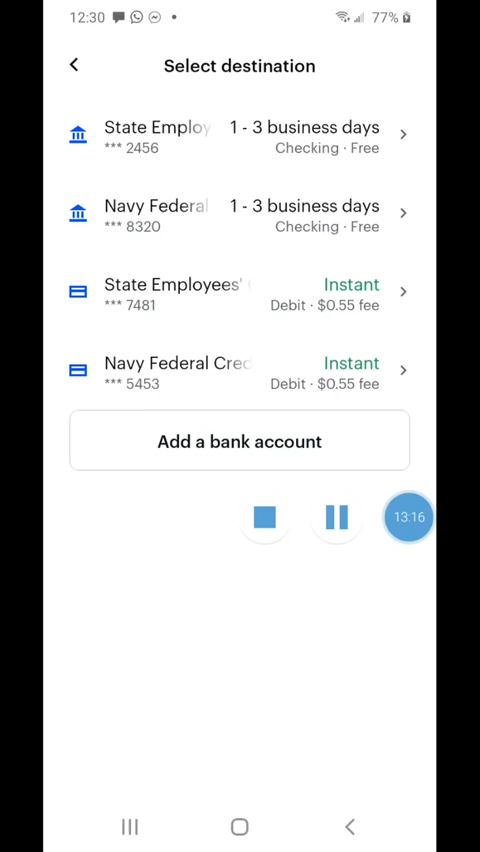 12:30 77%
Select destination
State Employ 1 - 3 business days
*** 2456 Checking · Free
Navy Federal 1 - 3 business days
*** 8320 Checking · Free
State Employees' Instant
*** 7481 Debit · $0.55 fee
Navy Federal Cred Instant
*** 5453 Debit · $0.55 fee
Add a bank account
13:16